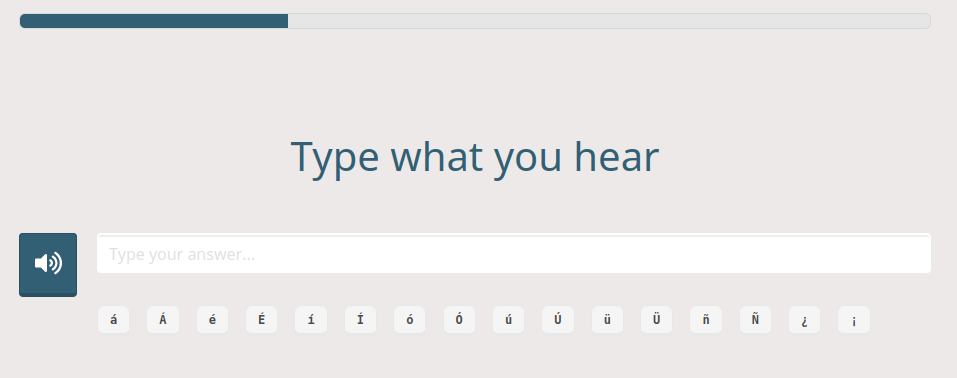 Type what you hear
Type your answer...
á Á é É í Í ó Ó ú Ú ü Ü ñ Ñ ¿ ¡